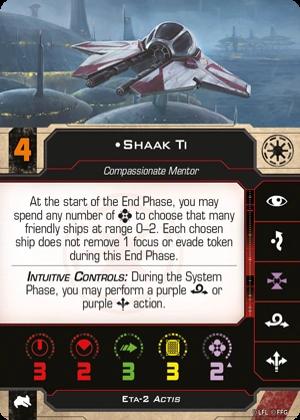 4
•Shaak Ti
Compassionate Mentor
At the start of the End Phase, you may
spend any number of to choose that many
friendly ships at range 0–2. Each chosen
ship does not remove 1 focus or evade token
during this End Phase.
Intuitive Controls: During the System
Phase, you may perform a purple or
purple action.
3 2 3 3 2
Eta-2 Actis
©LFL ©FFG